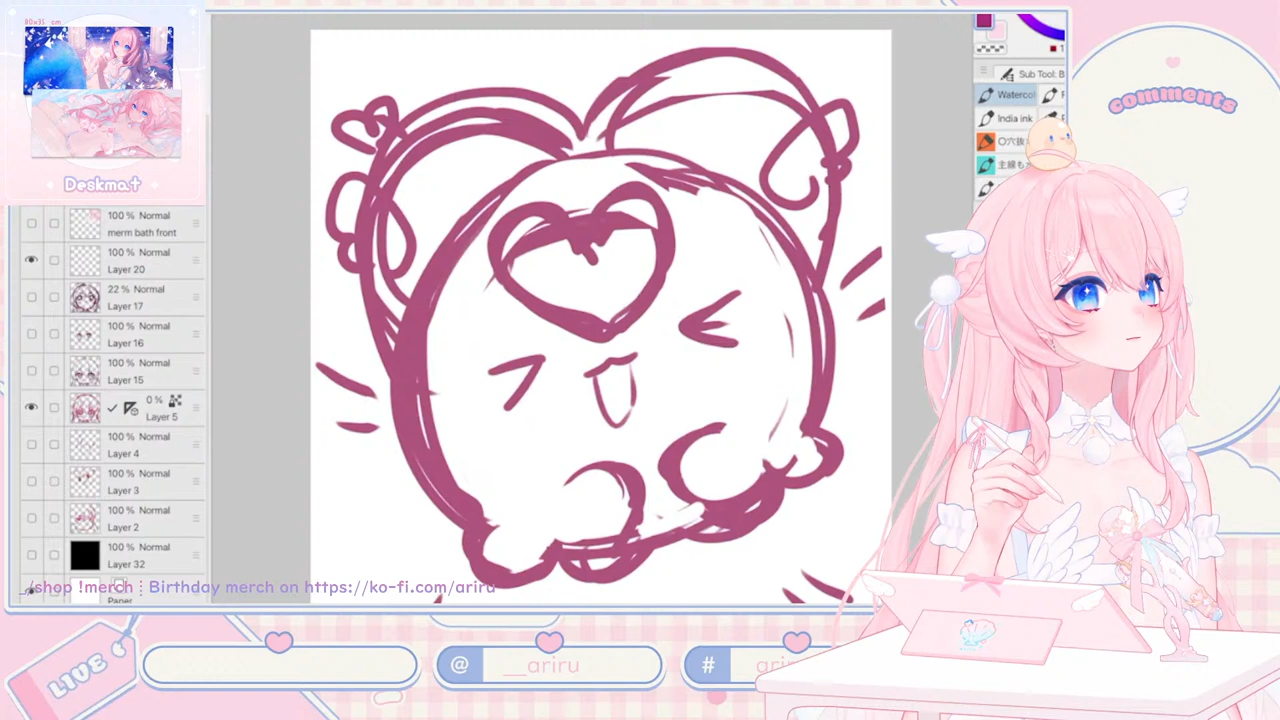 80x35 cm
Deskmat
100 % Normal
merm bath front
100 % Normal
Layer 20
22 % Normal
Layer 17
100 % Normal
Layer 16
100 % Normal
Layer 15
0 %
Layer 5
100 % Normal
Layer 4
100 % Normal
Layer 3
100 % Normal
Layer 2
100 % Normal
Layer 32
Paper
/shop !merch ⋮ Birthday merch on https://ko-fi.com/ariru
LIVE
@ __ariru
#
Sub Tool: B
Watercol
India ink
comments